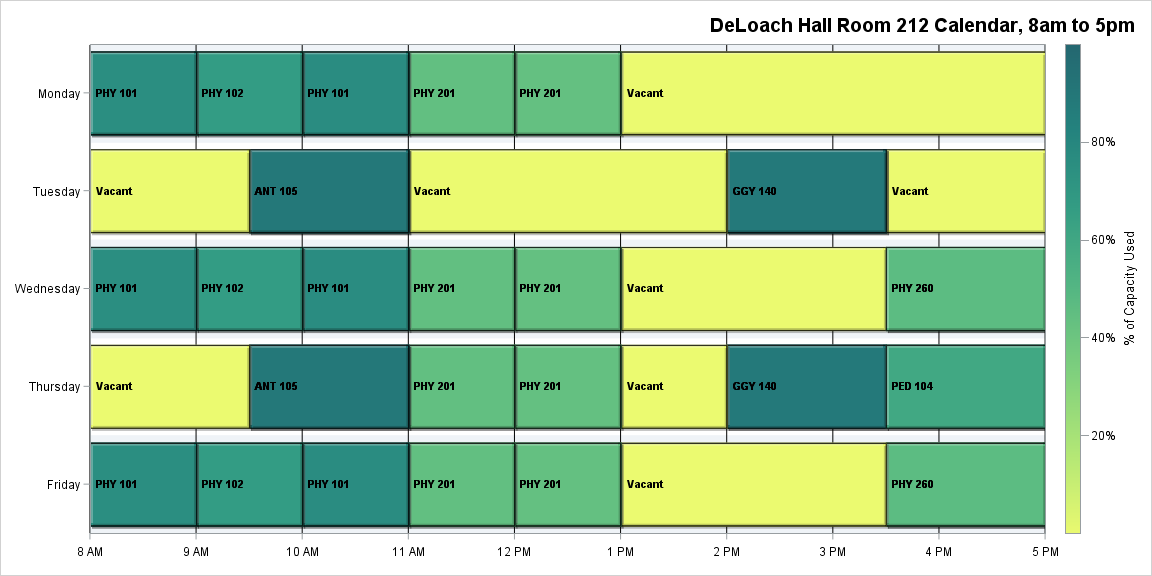 DeLoach Hall Room 212 Calendar, 8am to 5pm
Monday
PHY 101
PHY 102
PHY 101
PHY 201
PHY 201
Vacant
Tuesday
Vacant
ANT 105
Vacant
GGY 140
Vacant
Wednesday
PHY 101
PHY 102
PHY 101
PHY 201
PHY 201
Vacant
PHY 260
Thursday
Vacant
ANT 105
PHY 201
PHY 201
Vacant
GGY 140
PED 104
Friday
PHY 101
PHY 102
PHY 101
PHY 201
PHY 201
Vacant
PHY 260
8 AM
9 AM
10 AM
11 AM
12 PM
1 PM
2 PM
3 PM
4 PM
5 PM
80%
60%
40%
20%
% of Capacity Used